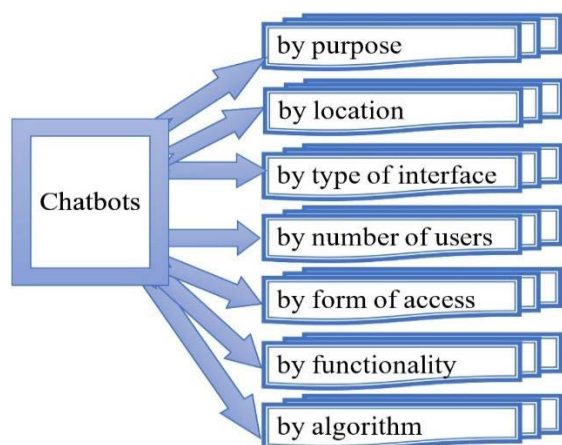 by purpose
by location
by type of interface
Chatbots
by number of users
by form of access
by functionality
by algorithm